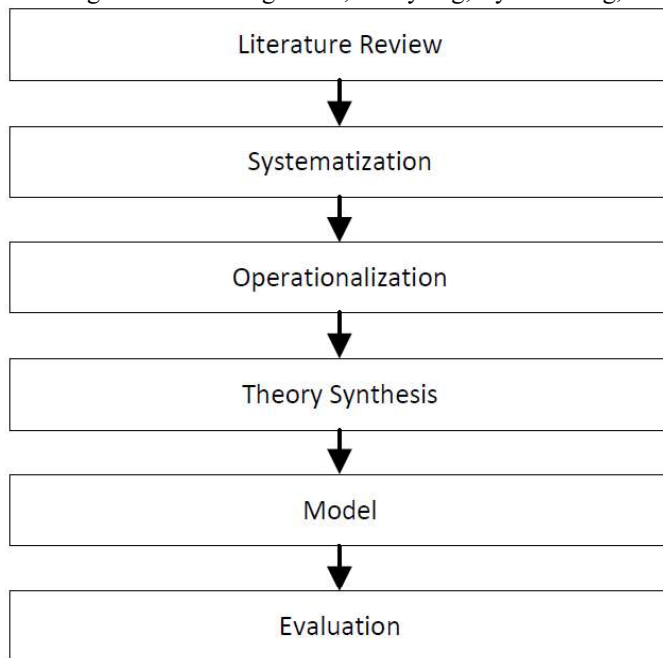 Literature Review
Systematization
Operationalization
Theory Synthesis
Model
Evaluation